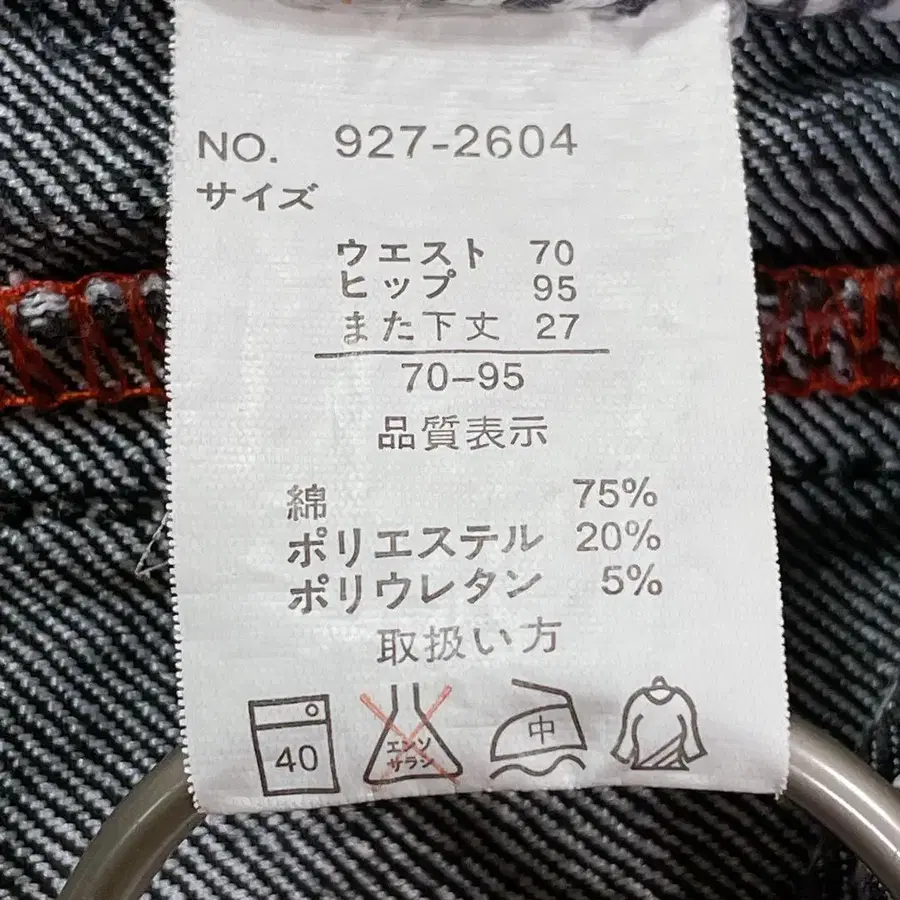 NO. 927-2604
サイズ
ウエスト 70
ヒップ 95
また下丈 27
70-95
品質表示
綿 75%
ポリエステル 20%
ポリウレタン 5%
取扱い方
40
エンソ
サラシ
中